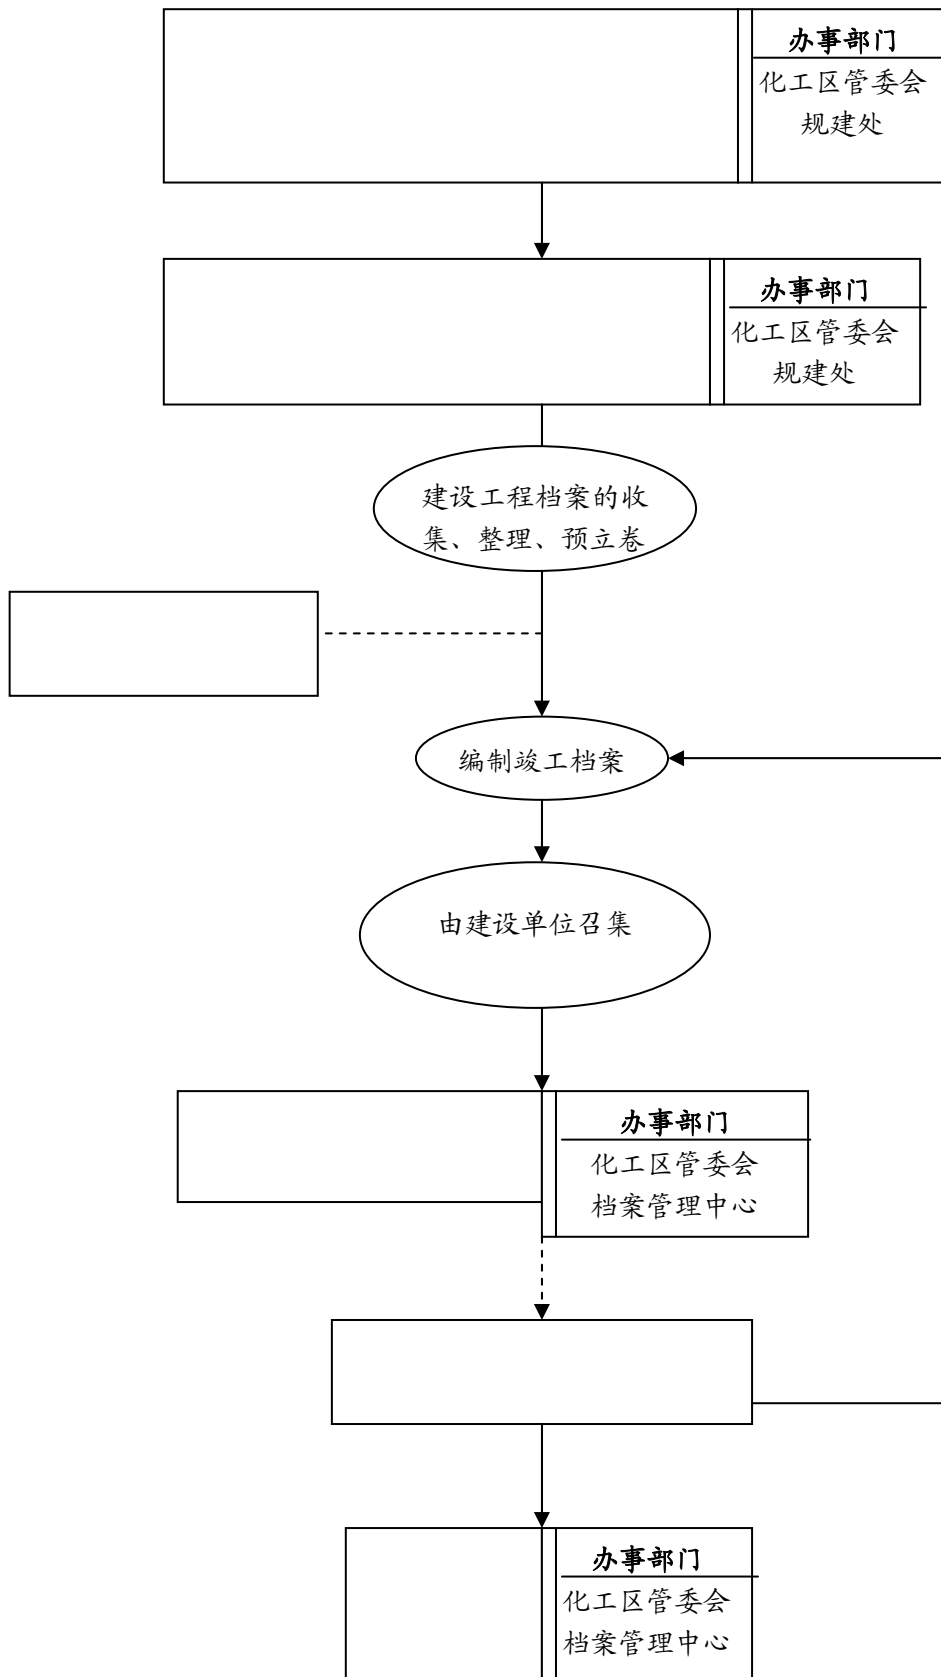 办事部门
化工区管委会
规建处
办事部门
化工区管委会
规建处
建设工程档案的收
集、整理、预立卷
编制竣工档案
由建设单位召集
办事部门
化工区管委会
档案管理中心
办事部门
化工区管委会
档案管理中心